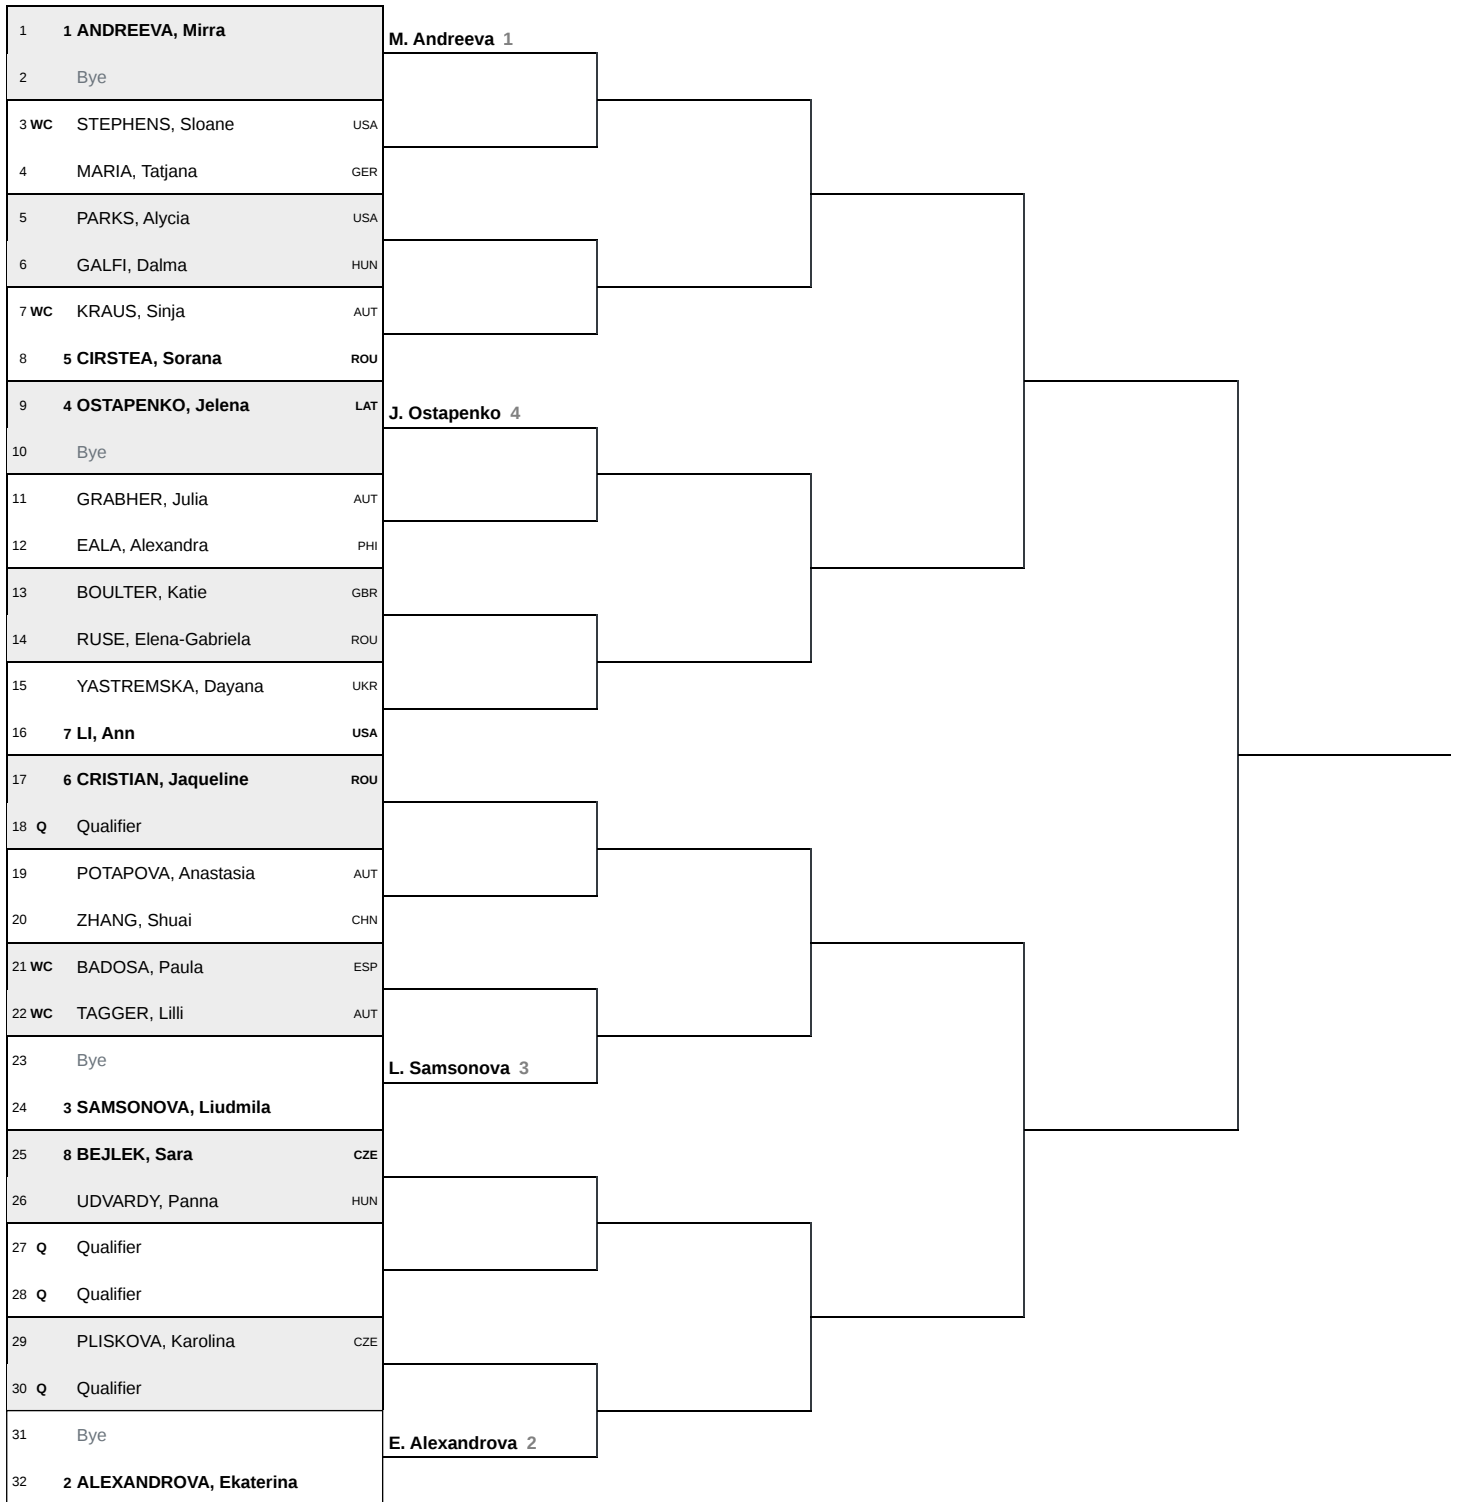 1 1 ANDREEVA, Mirra
M. Andreeva 1
2 Bye
3 WC STEPHENS, Sloane USA
4 MARIA, Tatjana GER
5 PARKS, Alycia USA
6 GALFI, Dalma HUN
7 WC KRAUS, Sinja AUT
8 5 CIRSTEA, Sorana ROU
9 4 OSTAPENKO, Jelena LAT
J. Ostapenko 4
10 Bye
11 GRABHER, Julia AUT
12 EALA, Alexandra PHI
13 BOULTER, Katie GBR
14 RUSE, Elena-Gabriela ROU
15 YASTREMSKA, Dayana UKR
16 7 LI, Ann USA
17 6 CRISTIAN, Jaqueline ROU
18 Q Qualifier
19 POTAPOVA, Anastasia AUT
20 ZHANG, Shuai CHN
21 WC BADOSA, Paula ESP
22 WC TAGGER, Lilli AUT
23 Bye
L. Samsonova 3
24 3 SAMSONOVA, Liudmila
25 8 BEJLEK, Sara CZE
26 UDVARDY, Panna HUN
27 Q Qualifier
28 Q Qualifier
29 PLISKOVA, Karolina CZE
30 Q Qualifier
31 Bye
E. Alexandrova 2
32 2 ALEXANDROVA, Ekaterina